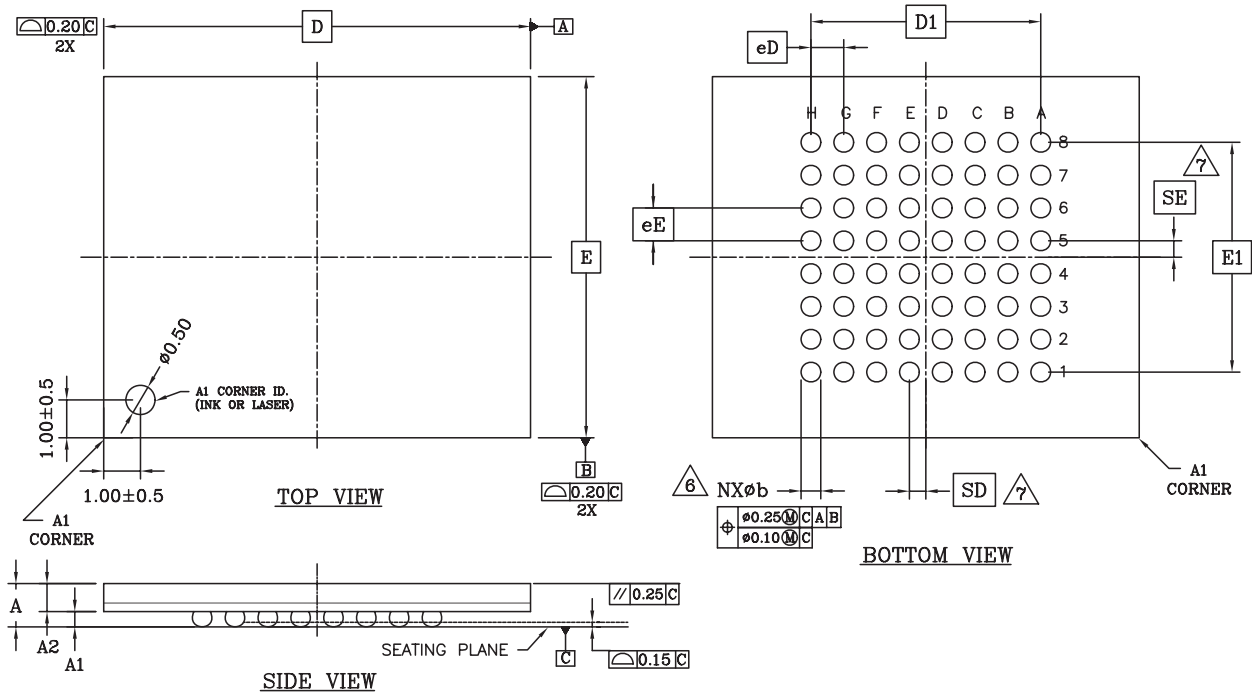 0.20 C
2X
D
A
E
ø0.50
A1 CORNER ID.
(INK OR LASER)
1.00±0.5
1.00±0.5
A1
CORNER
TOP VIEW
B
0.20 C
2X
D1
eD
H G F E D C B A
8
7
6
5
4
3
2
1
eE
7
SE
E1
6
NXøb
ø0.25 M C A B
ø0.10 M C
SD
7
A1
CORNER
BOTTOM VIEW
A
A2
A1
// 0.25 C
SEATING PLANE
C
0.15 C
SIDE VIEW